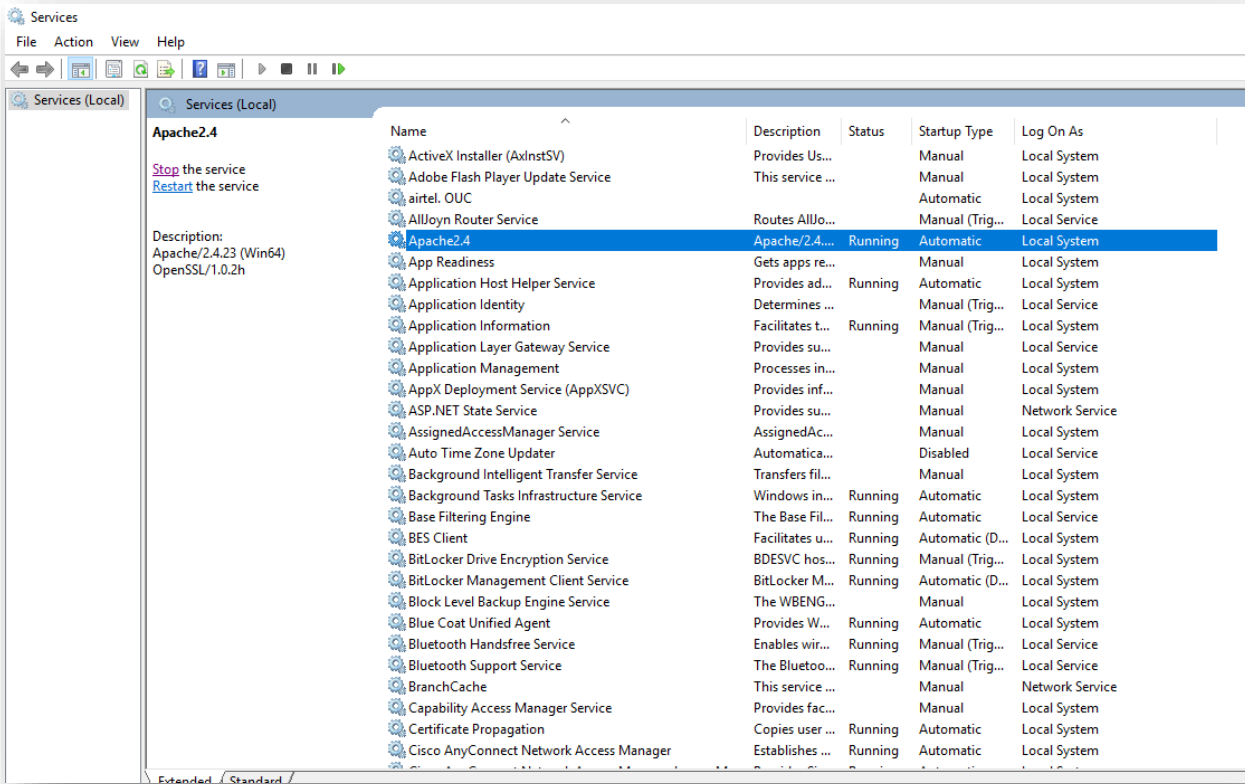 Services
File Action View Help
Services (Local)
Services (Local)
Apache2.4
Stop the service
Restart the service
Description:
Apache/2.4.23 (Win64)
OpenSSL/1.0.2h
Name Description Status Startup Type Log On As
ActiveX Installer (AxInstSV) Provides Us... Manual Local System
Adobe Flash Player Update Service This service ... Manual Local System
airtel. OUC Automatic Local System
AllJoyn Router Service Routes AllJo... Manual (Trig... Local Service
Apache2.4 Apache/2.4.... Running Automatic Local System
App Readiness Gets apps re... Manual Local System
Application Host Helper Service Provides ad... Running Automatic Local System
Application Identity Determines ... Manual (Trig... Local Service
Application Information Facilitates t... Running Manual (Trig... Local System
Application Layer Gateway Service Provides su... Manual Local Service
Application Management Processes in... Manual Local System
AppX Deployment Service (AppXSVC) Provides inf... Manual Local System
ASP.NET State Service Provides su... Manual Network Service
AssignedAccessManager Service AssignedAc... Manual Local System
Auto Time Zone Updater Automatica... Disabled Local Service
Background Intelligent Transfer Service Transfers fil... Manual Local System
Background Tasks Infrastructure Service Windows in... Running Automatic Local System
Base Filtering Engine The Base Fil... Running Automatic Local Service
BES Client Facilitates u... Running Automatic (D... Local System
BitLocker Drive Encryption Service BDESVC hos... Running Manual (Trig... Local System
BitLocker Management Client Service BitLocker M... Running Automatic (D... Local System
Block Level Backup Engine Service The WBENG... Manual Local System
Blue Coat Unified Agent Provides W... Running Automatic Local System
Bluetooth Handsfree Service Enables wir... Running Manual (Trig... Local Service
Bluetooth Support Service The Bluetoo... Running Manual (Trig... Local Service
BranchCache This service ... Manual Network Service
Capability Access Manager Service Provides fac... Manual Local System
Certificate Propagation Copies user ... Running Automatic Local System
Cisco AnyConnect Network Access Manager Establishes ... Running Automatic Local System
Extended Standard